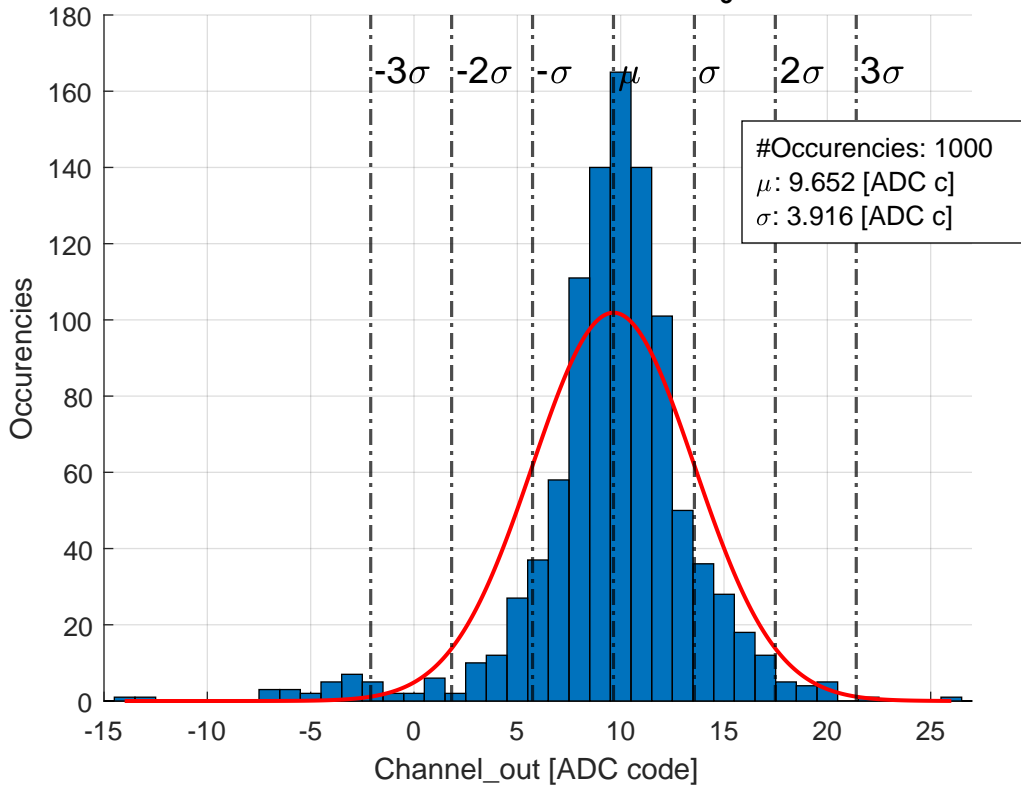 180
160
140
120
100
80
60
40
20
0
Occurencies
-3σ -2σ -σ μ σ 2σ 3σ
#Occurencies: 1000
μ: 9.652 [ADC c]
σ: 3.916 [ADC c]
-15 -10 -5 0 5 10 15 20 25
Channel_out [ADC code]